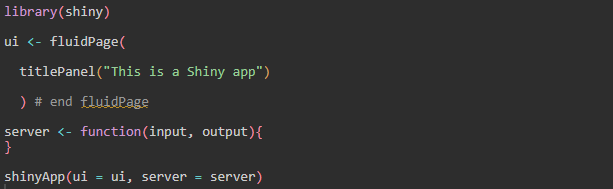 library(shiny)
ui <- fluidPage(
titlePanel("This is a Shiny app")
) # end fluidPage
server <- function(input, output){
}
shinyApp(ui = ui, server = server)